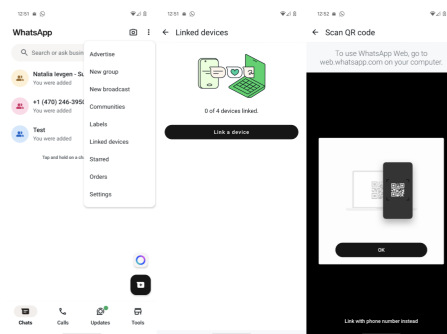 12:51
WhatsApp
Search or ask busin
Natalia Ievgen - Su
You were added
+1 (470) 246-3950
You were added
Test
You were added
Tap and hold on a ch
Advertise
New group
New broadcast
Communities
Labels
Linked devices
Starred
Orders
Settings
Chats
Calls
Updates
Tools
12:51
Linked devices
0 of 4 devices linked.
Link a device
12:52
Scan QR code
To use WhatsApp Web, go to
web.whatsapp.com on your computer.
OK
Link with phone number instead